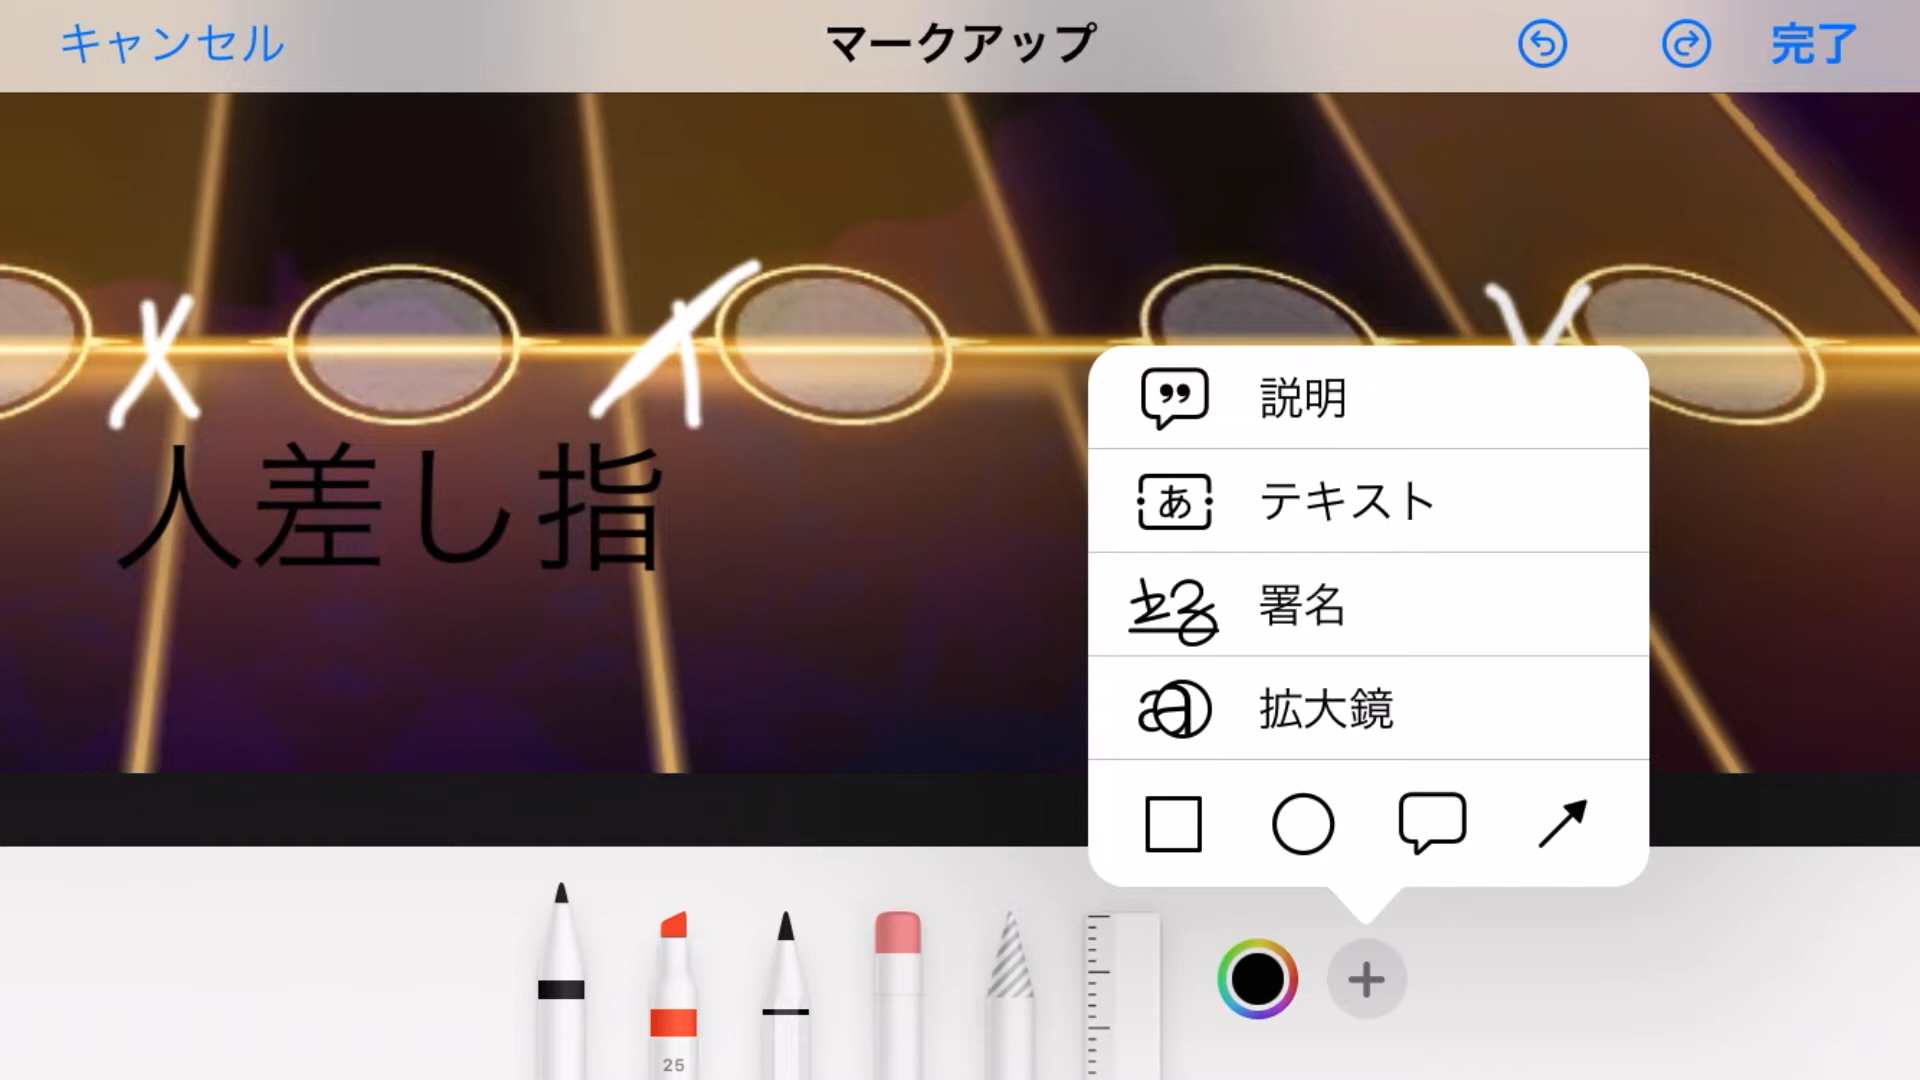 キャンセル
マークアップ
完了
人差し指
説明
あ テキスト
署名
a 拡大鏡
25